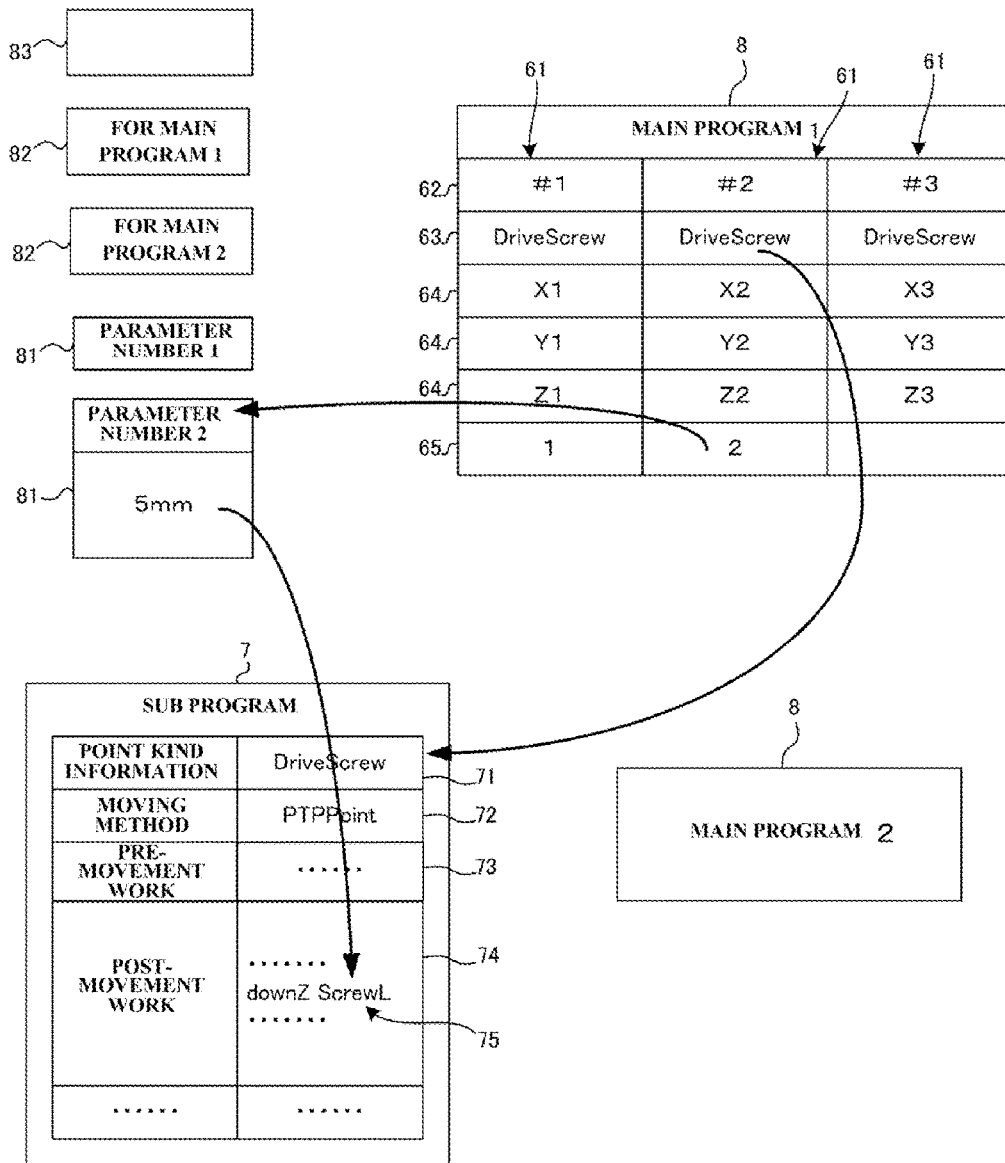 83
82
FOR MAIN
PROGRAM 1
82
FOR MAIN
PROGRAM 2
81
PARAMETER
NUMBER 1
PARAMETER
NUMBER 2
81
5mm
8
61
61
61
MAIN PROGRAM 1
62
#1
#2
#3
63
DriveScrew
DriveScrew
DriveScrew
64
X1
X2
X3
64
Y1
Y2
Y3
64
Z1
Z2
Z3
65
1
2
7
SUB PROGRAM
POINT KIND
INFORMATION
DriveScrew
71
MOVING
METHOD
PTPPoint
72
PRE-
MOVEMENT
WORK
......
73
POST-
MOVEMENT
WORK
.......
downZ ScrewL
.......
74
75
......
......
8
MAIN PROGRAM 2